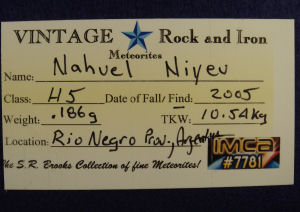 VINTAGE Rock and Iron
Meteorites
Name: Nahuel Niyeu
Class: H5 Date of Fall/Find: 2005
Weight: .186g TKW: 10.54Kg
Location: Rio Negro Prov., Argentina
IMCA
#7781
The S.R. Brooks Collection of fine Meteorites!